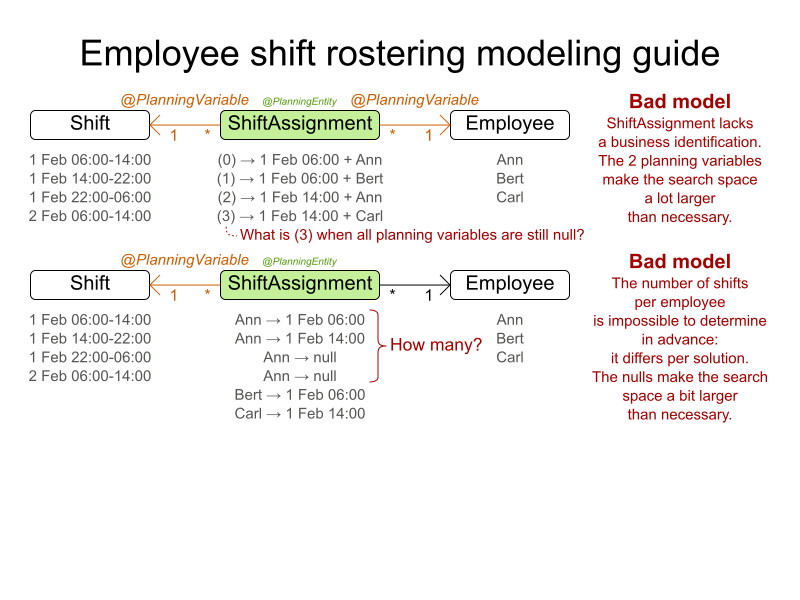 Employee shift rostering modeling guide
@PlanningVariable @PlanningEntity @PlanningVariable
Shift 1 * ShiftAssignment * 1 Employee
1 Feb 06:00-14:00 (0) → 1 Feb 06:00 + Ann Ann
1 Feb 14:00-22:00 (1) → 1 Feb 06:00 + Bert Bert
1 Feb 22:00-06:00 (2) → 1 Feb 14:00 + Ann Carl
2 Feb 06:00-14:00 (3) → 1 Feb 14:00 + Carl
What is (3) when all planning variables are still null?
Bad model
ShiftAssignment lacks
a business identification.
The 2 planning variables
make the search space
a lot larger
than necessary.
@PlanningVariable @PlanningEntity
Shift 1 * ShiftAssignment * 1 Employee
1 Feb 06:00-14:00 Ann → 1 Feb 06:00 Ann
1 Feb 14:00-22:00 Ann → 1 Feb 14:00 Bert
How many?
1 Feb 22:00-06:00 Ann → null Carl
2 Feb 06:00-14:00 Ann → null
Bert → 1 Feb 06:00
Carl → 1 Feb 14:00
Bad model
The number of shifts
per employee
is impossible to determine
in advance:
it differs per solution.
The nulls make the search
space a bit larger
than necessary.